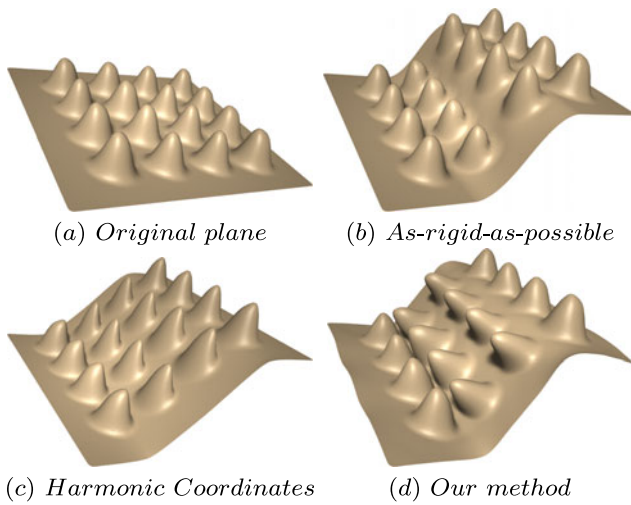 (a) Original plane
(b) As-rigid-as-possible
(c) Harmonic Coordinates
(d) Our method